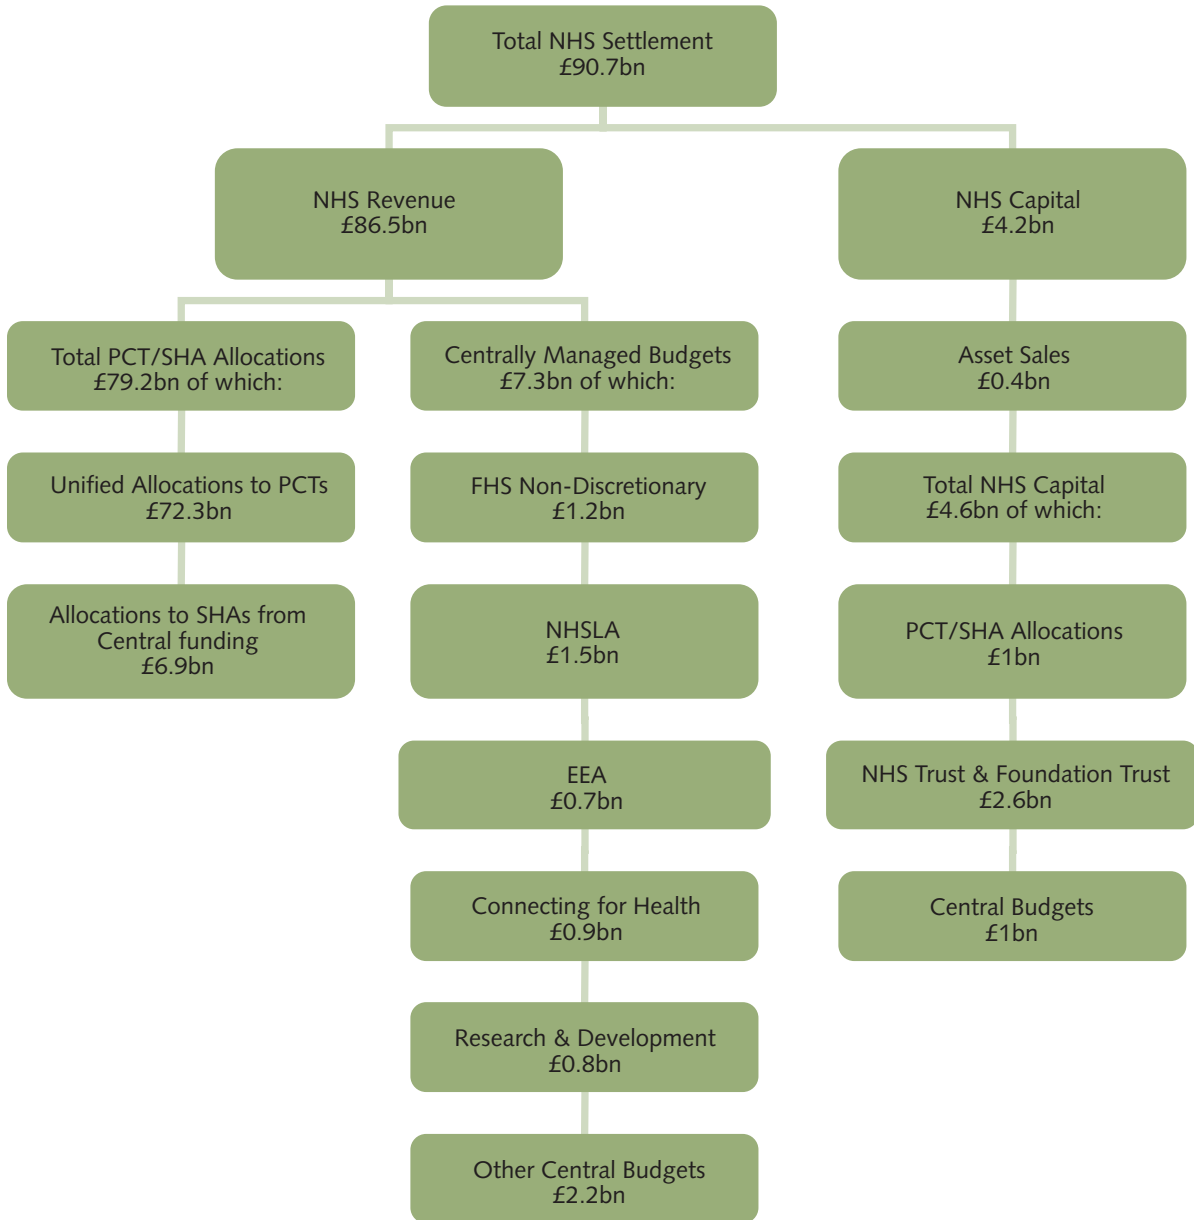 Total NHS Settlement
£90.7bn
NHS Revenue
£86.5bn
NHS Capital
£4.2bn
Total PCT/SHA Allocations
£79.2bn of which:
Centrally Managed Budgets
£7.3bn of which:
Asset Sales
£0.4bn
Unified Allocations to PCTs
£72.3bn
FHS Non-Discretionary
£1.2bn
Total NHS Capital
£4.6bn of which:
Allocations to SHAs from
Central funding
£6.9bn
NHSLA
£1.5bn
PCT/SHA Allocations
£1bn
EEA
£0.7bn
NHS Trust & Foundation Trust
£2.6bn
Connecting for Health
£0.9bn
Central Budgets
£1bn
Research & Development
£0.8bn
Other Central Budgets
£2.2bn